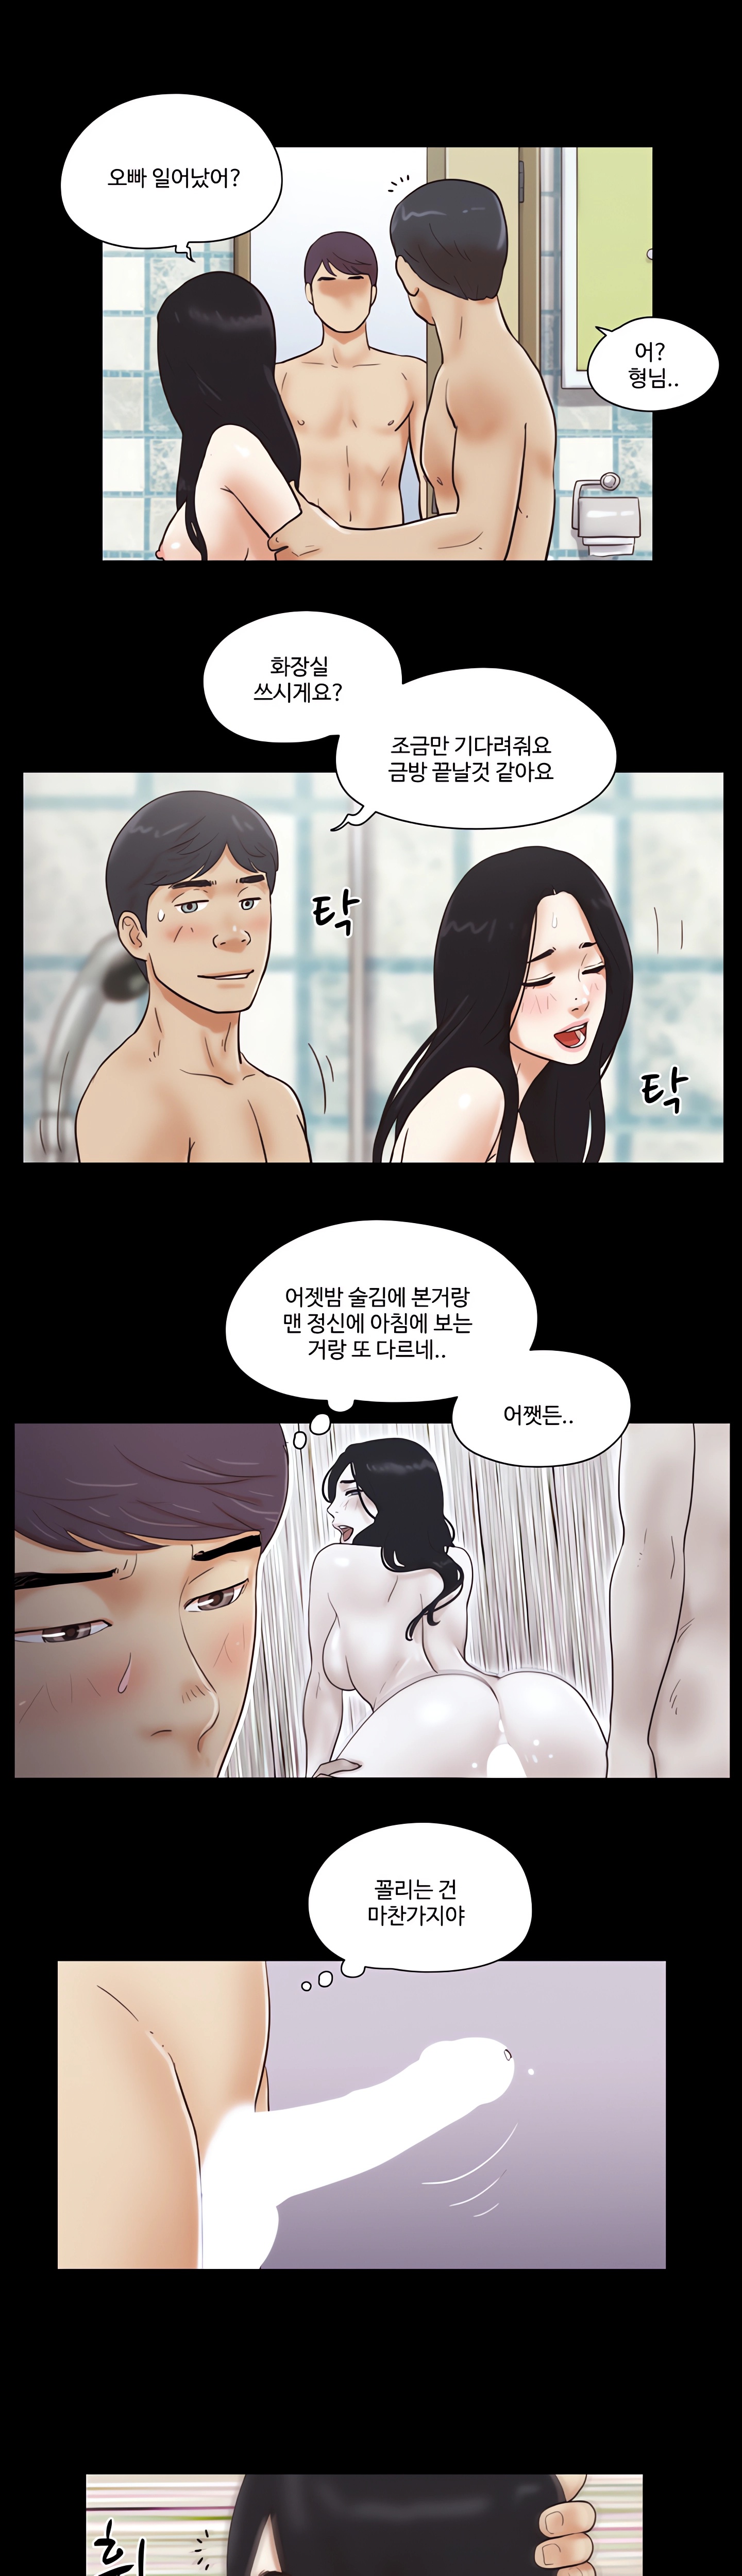 오빠 일어났어?
어?
형님..
화장실
쓰시게요?
조금만 기다려줘요
금방 끝날것 같아요
탁
탁
어젯밤 술김에 본거랑
맨 정신에 아침에 보는
거랑 또 다르네..
어쨋든..
꼴리는 건
마찬가지야